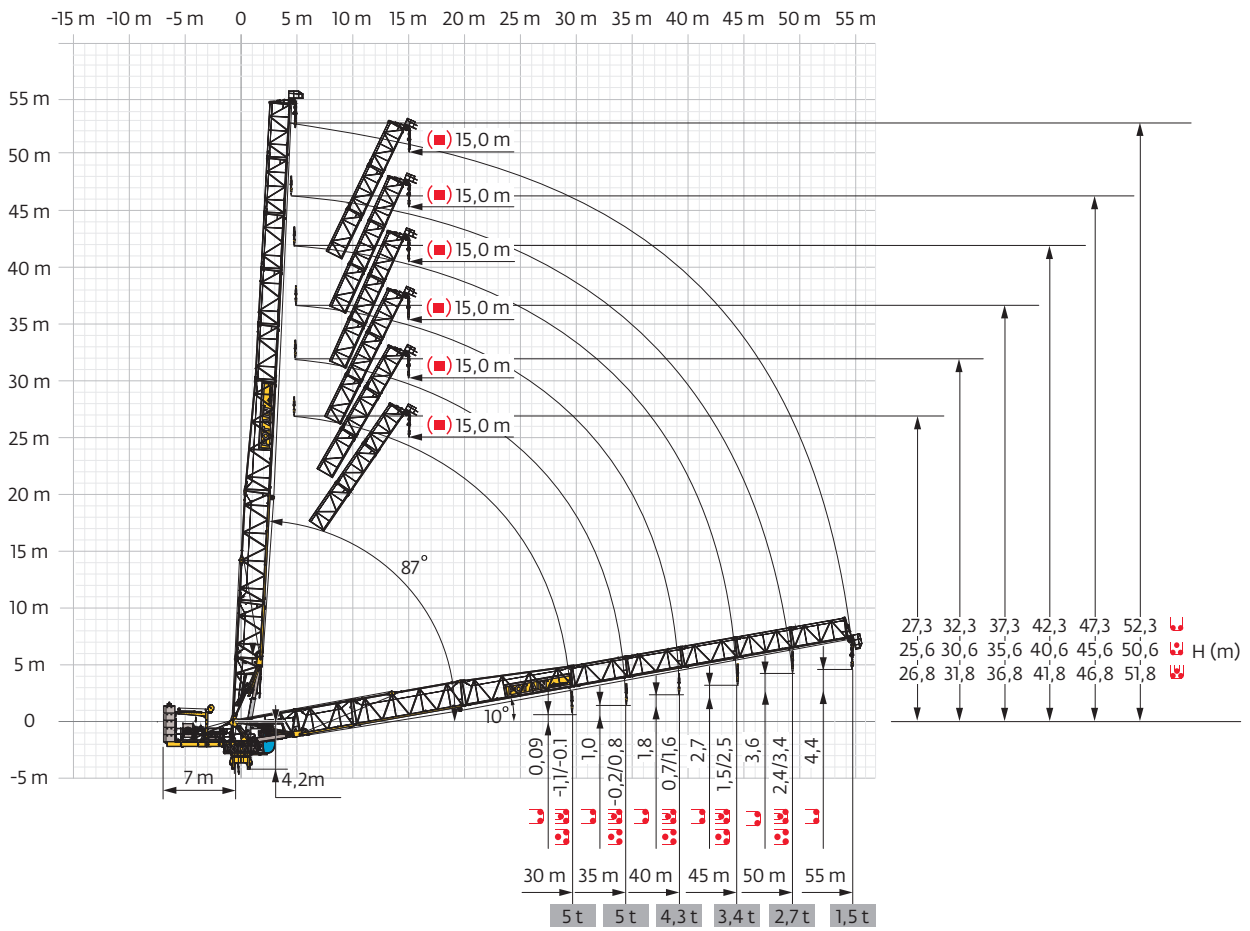 -15 m -10 m -5 m 0 5 m 10 m 15 m 20 m 25 m 30 m 35 m 40 m 45 m 50 m 55 m
55 m
50 m
45 m
40 m
35 m
30 m
25 m
20 m
15 m
10 m
5 m
0
-5 m
(■) 15,0 m
(■) 15,0 m
(■) 15,0 m
(■) 15,0 m
(■) 15,0 m
(■) 15,0 m
87°
10°
7 m
4,2m
27,3 32,3 37,3 42,3 47,3 52,3
25,6 30,6 35,6 40,6 45,6 50,6 H (m)
26,8 31,8 36,8 41,8 46,8 51,8
0,09
-1,1/-0.1
1,0
-0,2/0,8
1,8
0,7/1,6
2,7
1,5/2,5
3,6
2,4/3,4
4,4
30 m 35 m 40 m 45 m 50 m 55 m
5 t 5 t 4,3 t 3,4 t 2,7 t 1,5 t